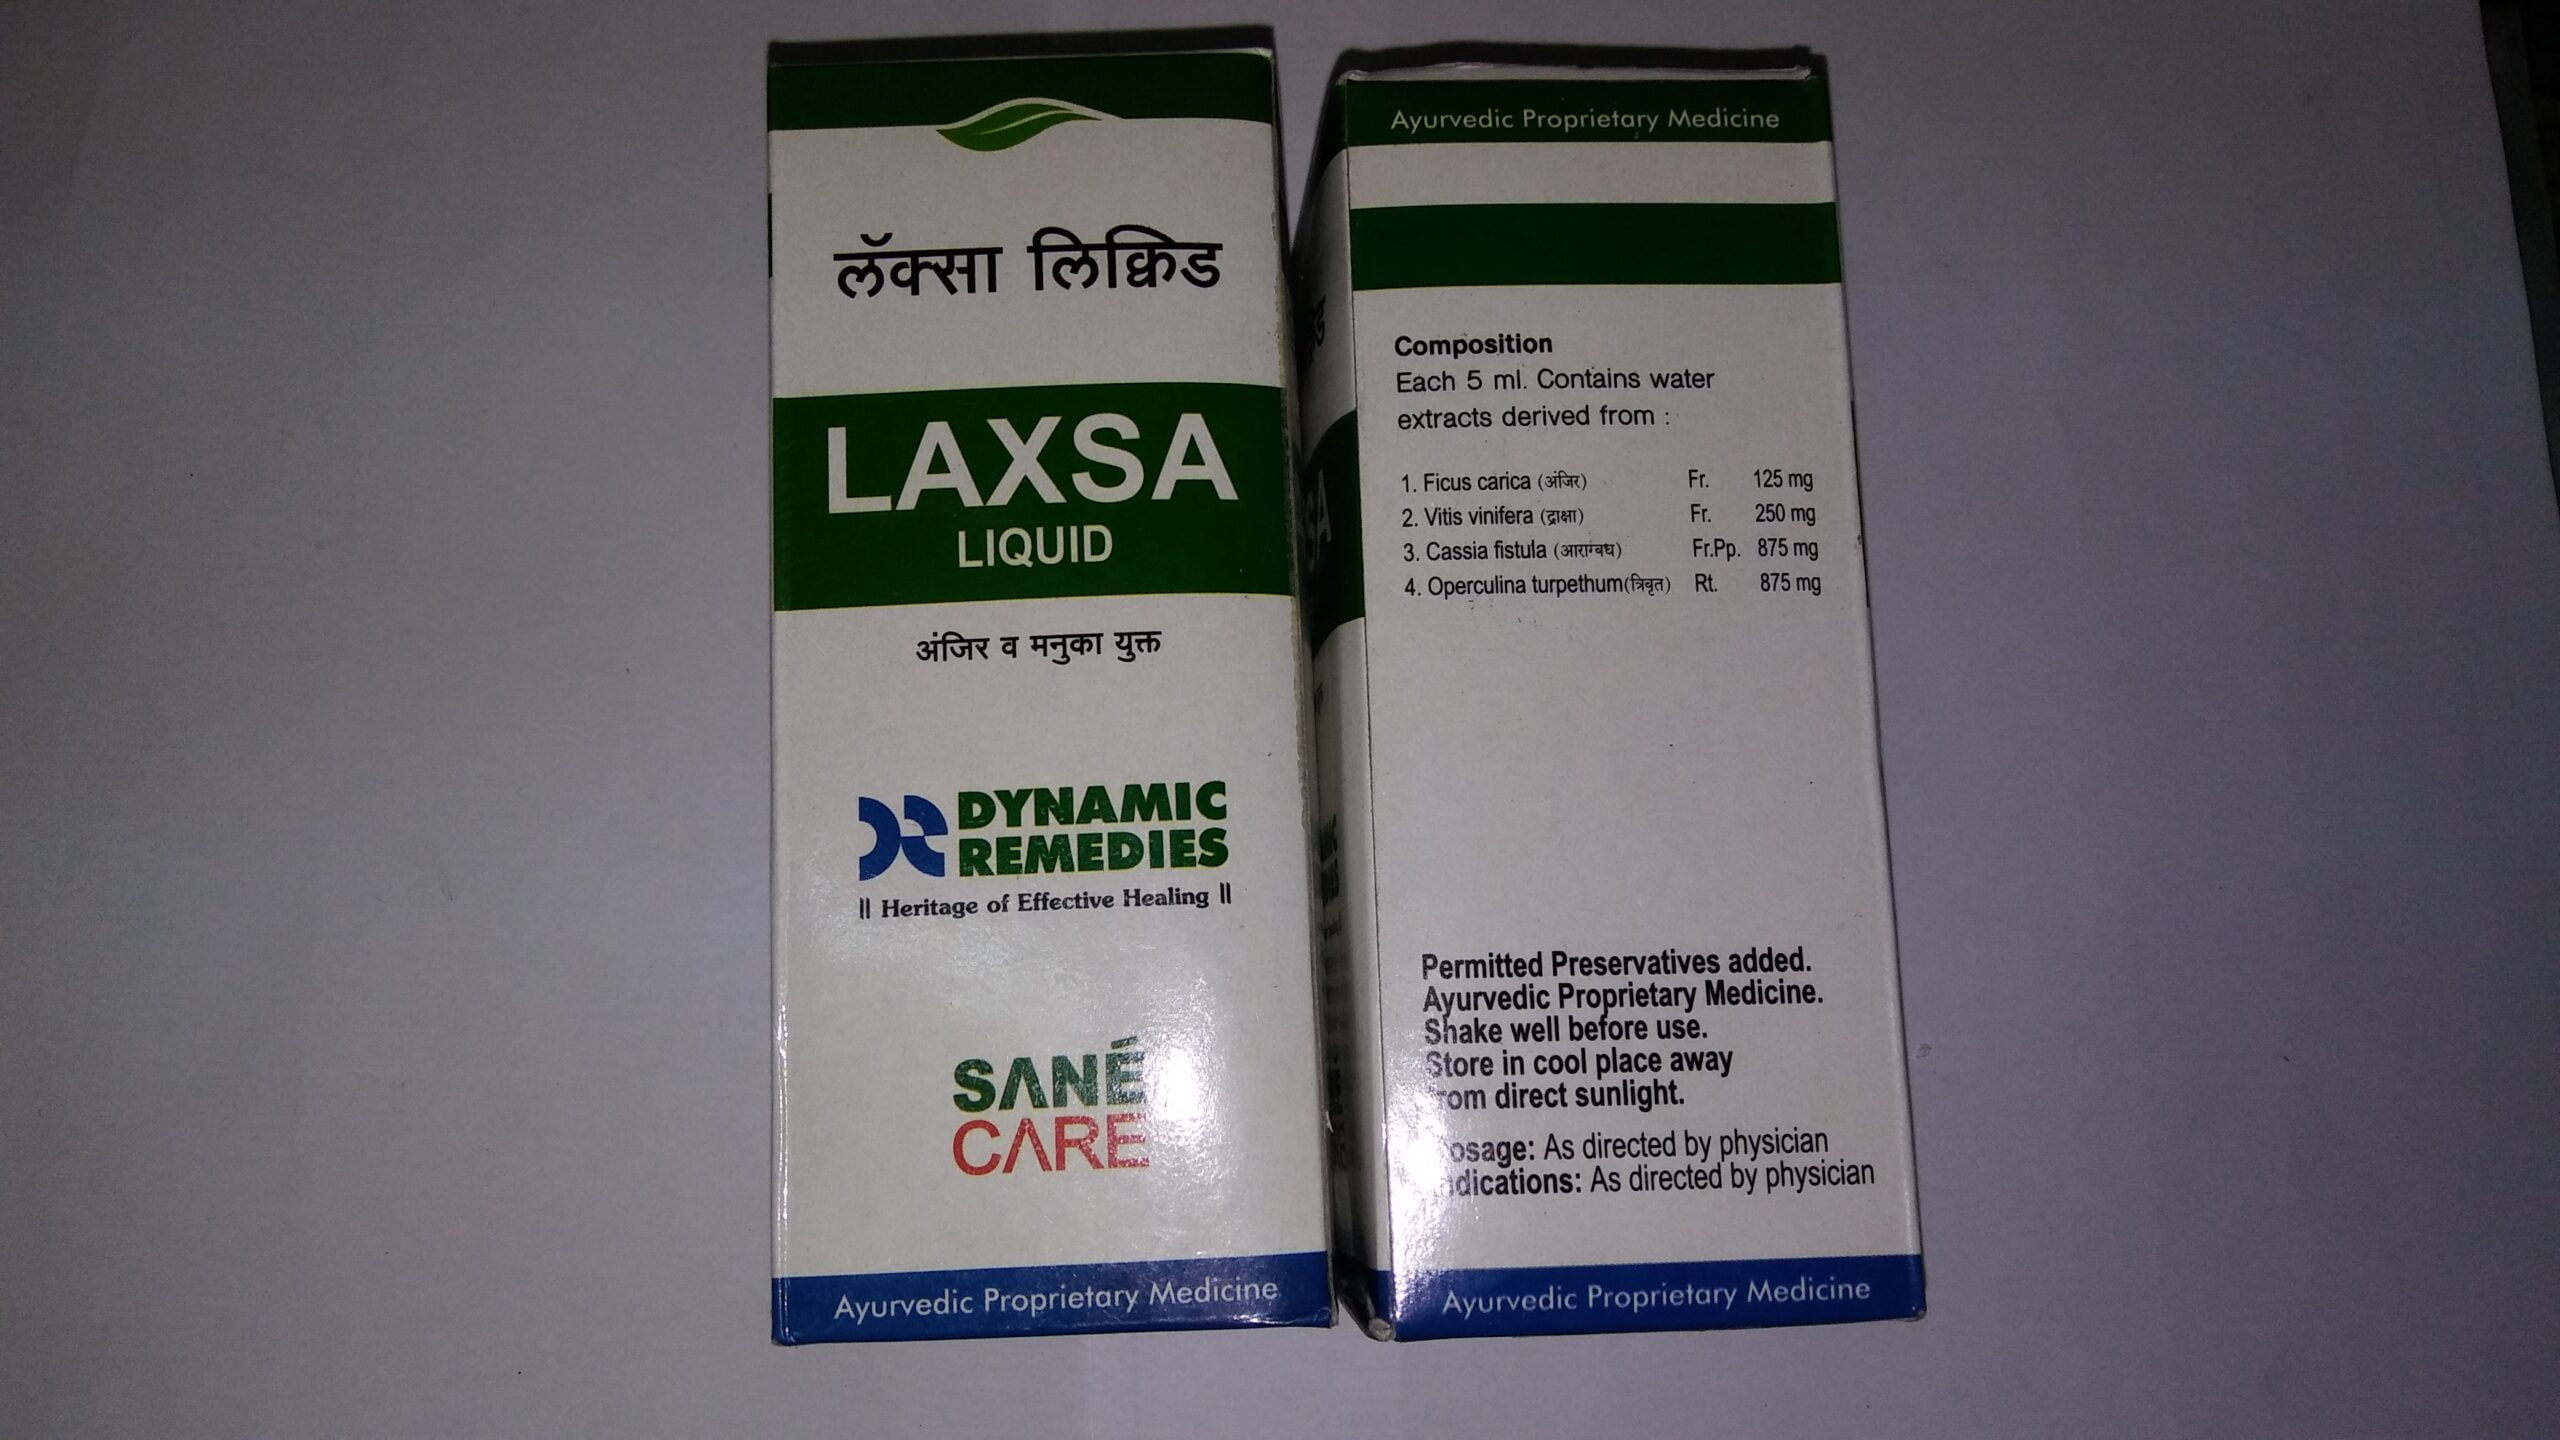 लॅक्सा लिक्विड
LAXSA
LIQUID
अंजिर व मनुका युक्त
DYNAMIC
REMEDIES
॥ Heritage of Effective Healing ॥
SANÉ
CARE
Ayurvedic Proprietary Medicine
Ayurvedic Proprietary Medicine
Composition
Each 5 ml. Contains water
extracts derived from :
1. Ficus carica (अंजिर) Fr. 125 mg
2. Vitis vinifera (द्राक्षा) Fr. 250 mg
3. Cassia fistula (आराग्वध) Fr.Pp. 875 mg
4. Operculina turpethum(त्रिवृत) Rt. 875 mg
Permitted Preservatives added.
Ayurvedic Proprietary Medicine.
Shake well before use.
Store in cool place away
from direct sunlight.
Dosage: As directed by physician
Indications: As directed by physician
Ayurvedic Proprietary Medicine